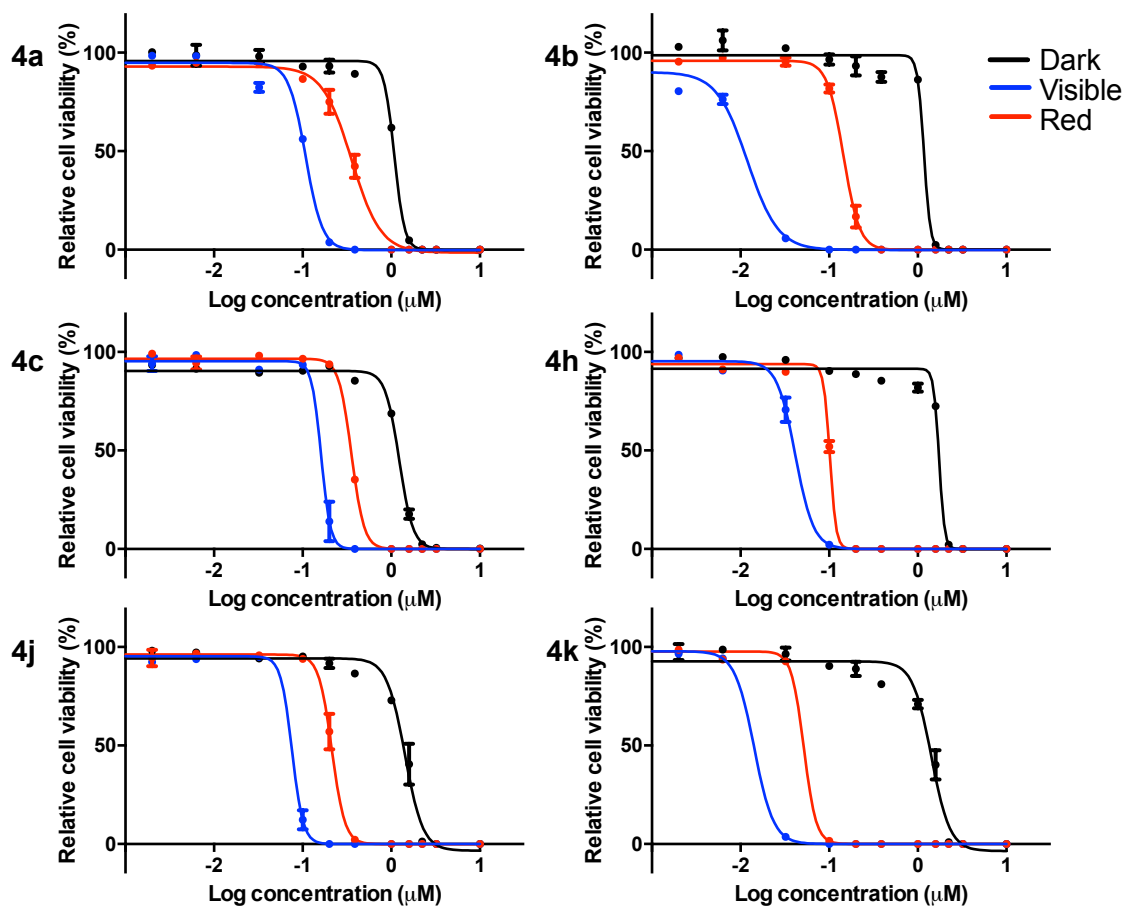 4a
Relative cell viability (%)
100
50
0
-2
-1
0
1
Log concentration (μM)
4b
Relative cell viability (%)
100
50
0
-2
-1
0
1
Log concentration (μM)
Dark
Visible
Red
4c
Relative cell viability (%)
100
50
0
-2
-1
0
1
Log concentration (μM)
4h
Relative cell viability (%)
100
50
0
-2
-1
0
1
Log concentration (μM)
4j
Relative cell viability (%)
100
50
0
-2
-1
0
1
Log concentration (μM)
4k
Relative cell viability (%)
100
50
0
-2
-1
0
1
Log concentration (μM)